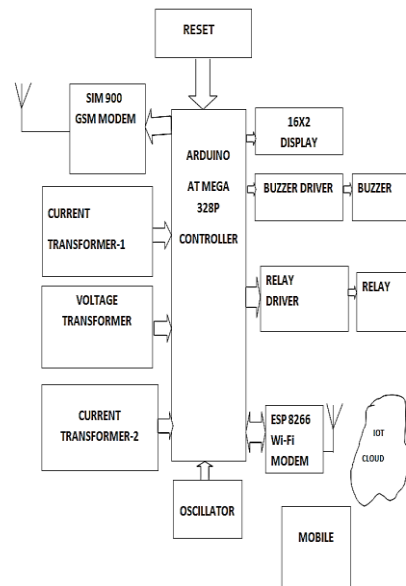 RESET
SIM 900
GSM MODEM
ARDUINO
AT MEGA
328P
CONTROLLER
16X2
DISPLAY
BUZZER DRIVER
BUZZER
CURRENT
TRANSFORMER-1
VOLTAGE
TRANSFORMER
RELAY
DRIVER
RELAY
CURRENT
TRANSFORMER-2
ESP 8266
Wi-Fi
MODEM
IOT
CLOUD
OSCILLATOR
MOBILE